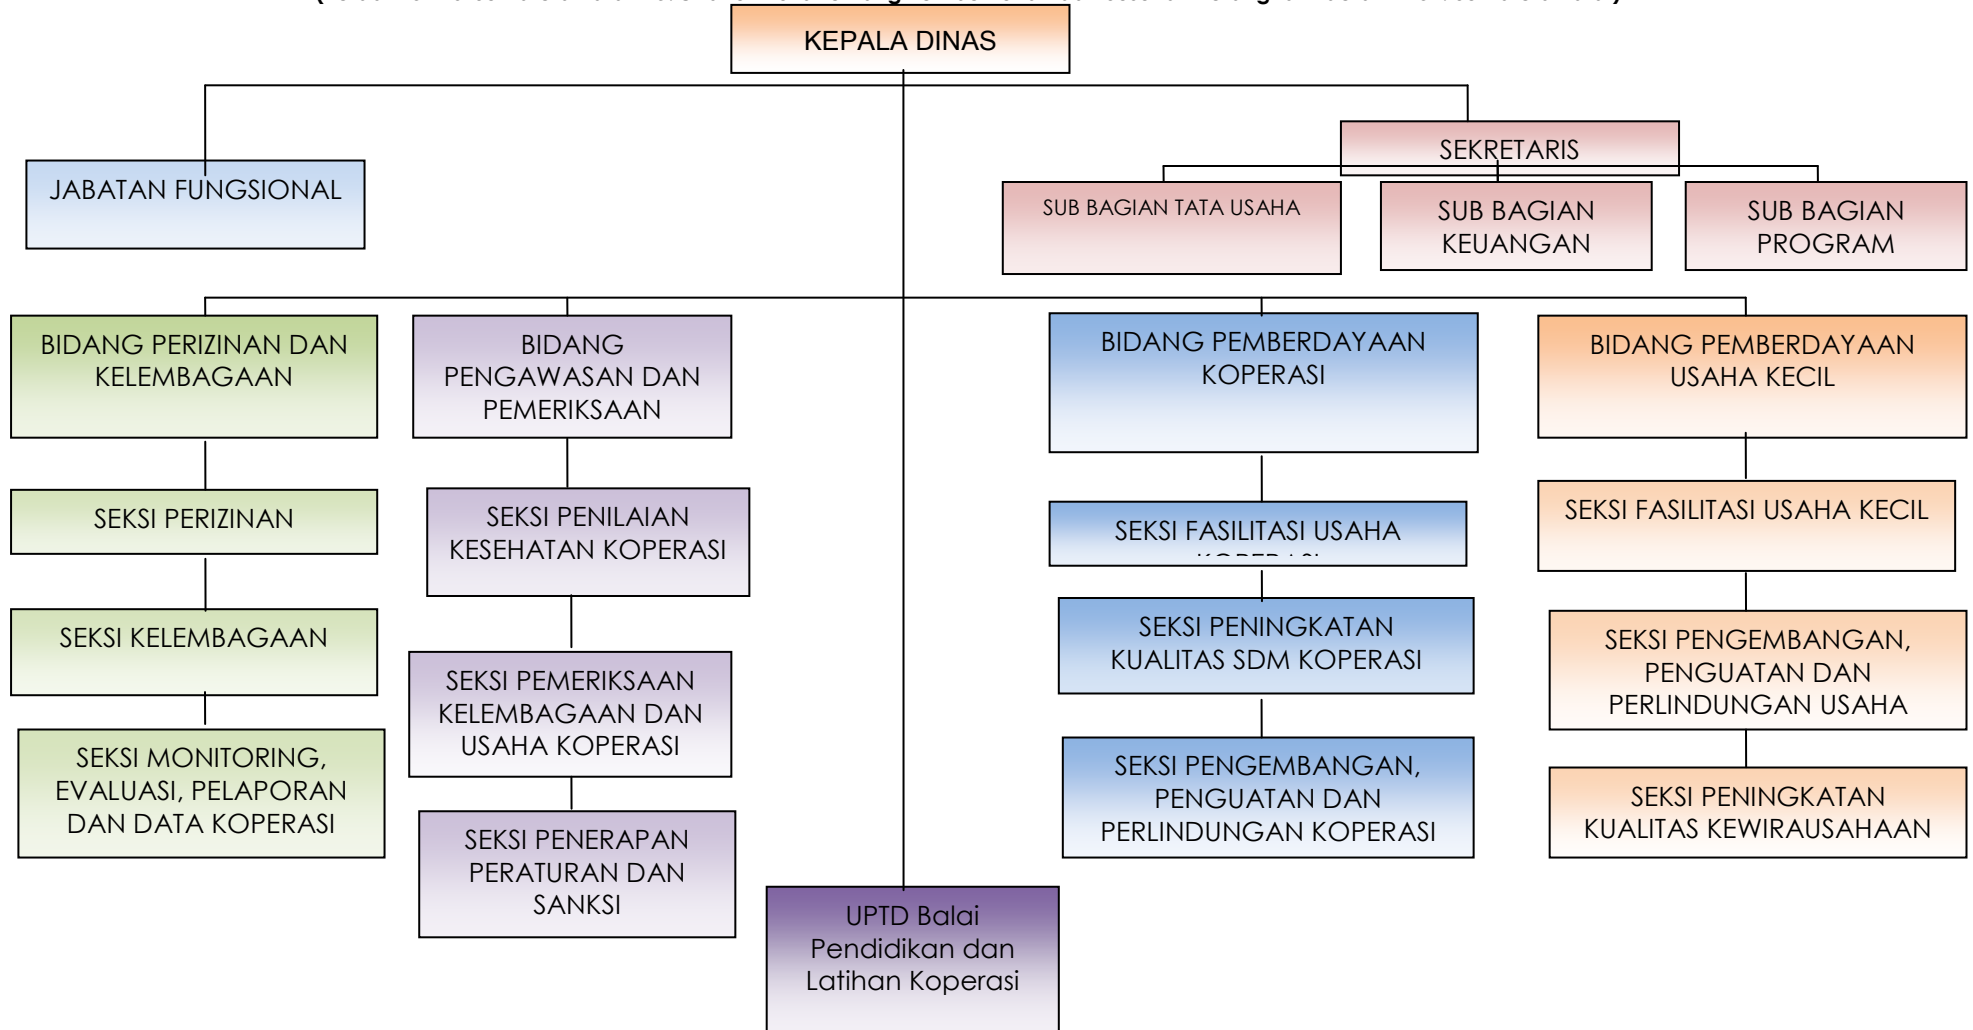 KEPALA DINAS
SEKRETARIS
JABATAN FUNGSIONAL
SUB BAGIAN TATA USAHA
SUB BAGIAN
KEUANGAN
SUB BAGIAN
PROGRAM
BIDANG PERIZINAN DAN
KELEMBAGAAN
BIDANG
PENGAWASAN DAN
PEMERIKSAAN
BIDANG PEMBERDAYAAN
KOPERASI
BIDANG PEMBERDAYAAN
USAHA KECIL
SEKSI PERIZINAN
SEKSI PENILAIAN
KESEHATAN KOPERASI
SEKSI FASILITASI USAHA
SEKSI FASILITASI USAHA KECIL
SEKSI KELEMBAGAAN
SEKSI PEMERIKSAAN
KELEMBAGAAN DAN
USAHA KOPERASI
SEKSI PENINGKATAN
KUALITAS SDM KOPERASI
SEKSI PENGEMBANGAN,
PENGUATAN DAN
PERLINDUNGAN USAHA
SEKSI MONITORING,
EVALUASI, PELAPORAN
DAN DATA KOPERASI
SEKSI PENERAPAN
PERATURAN DAN
SANKSI
SEKSI PENGEMBANGAN,
PENGUATAN DAN
PERLINDUNGAN KOPERASI
SEKSI PENINGKATAN
KUALITAS KEWIRAUSAHAAN
UPTD Balai
Pendidikan dan
Latihan Koperasi